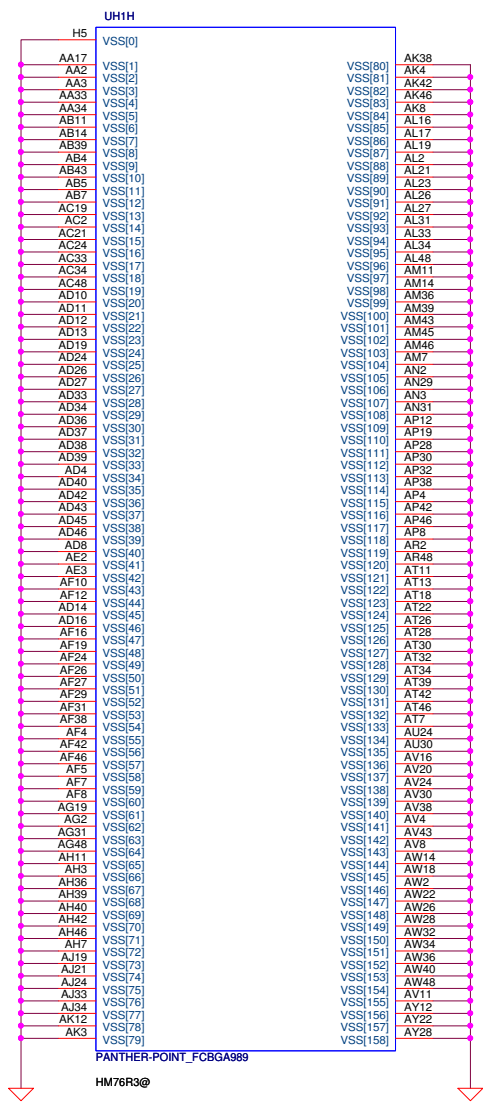 UH1H
H5 VSS[0]
AA17 VSS[1] VSS[80] AK38
AA2 VSS[2] VSS[81] AK4
AA3 VSS[3] VSS[82] AK42
AA33 VSS[4] VSS[83] AK46
AA34 VSS[5] VSS[84] AK8
AB11 VSS[6] VSS[85] AL16
AB14 VSS[7] VSS[86] AL17
AB39 VSS[8] VSS[87] AL19
AB4 VSS[9] VSS[88] AL2
AB43 VSS[10] VSS[89] AL21
AB5 VSS[11] VSS[90] AL23
AB7 VSS[12] VSS[91] AL26
AC19 VSS[13] VSS[92] AL27
AC2 VSS[14] VSS[93] AL31
AC21 VSS[15] VSS[94] AL33
AC24 VSS[16] VSS[95] AL34
AC33 VSS[17] VSS[96] AL48
AC34 VSS[18] VSS[97] AM11
AC48 VSS[19] VSS[98] AM14
AD10 VSS[20] VSS[99] AM36
AD11 VSS[21] VSS[100] AM39
AD12 VSS[22] VSS[101] AM43
AD13 VSS[23] VSS[102] AM45
AD19 VSS[24] VSS[103] AM46
AD24 VSS[25] VSS[104] AM7
AD26 VSS[26] VSS[105] AN2
AD27 VSS[27] VSS[106] AN29
AD33 VSS[28] VSS[107] AN3
AD34 VSS[29] VSS[108] AN31
AD36 VSS[30] VSS[109] AP12
AD37 VSS[31] VSS[110] AP19
AD38 VSS[32] VSS[111] AP28
AD39 VSS[33] VSS[112] AP30
AD4 VSS[34] VSS[113] AP32
AD40 VSS[35] VSS[114] AP38
AD42 VSS[36] VSS[115] AP4
AD43 VSS[37] VSS[116] AP42
AD45 VSS[38] VSS[117] AP46
AD46 VSS[39] VSS[118] AP8
AD8 VSS[40] VSS[119] AR2
AE2 VSS[41] VSS[120] AR48
AE3 VSS[42] VSS[121] AT11
AF10 VSS[43] VSS[122] AT13
AF12 VSS[44] VSS[123] AT18
AD14 VSS[45] VSS[124] AT22
AD16 VSS[46] VSS[125] AT26
AF16 VSS[47] VSS[126] AT28
AF19 VSS[48] VSS[127] AT30
AF24 VSS[49] VSS[128] AT32
AF26 VSS[50] VSS[129] AT34
AF27 VSS[51] VSS[130] AT39
AF29 VSS[52] VSS[131] AT42
AF31 VSS[53] VSS[132] AT46
AF38 VSS[54] VSS[133] AT7
AF4 VSS[55] VSS[134] AU24
AF42 VSS[56] VSS[135] AU30
AF46 VSS[57] VSS[136] AV16
AF5 VSS[58] VSS[137] AV20
AF7 VSS[59] VSS[138] AV24
AF8 VSS[60] VSS[139] AV30
AG19 VSS[61] VSS[140] AV38
AG2 VSS[62] VSS[141] AV4
AG31 VSS[63] VSS[142] AV43
AG48 VSS[64] VSS[143] AV8
AH11 VSS[65] VSS[144] AW14
AH3 VSS[66] VSS[145] AW18
AH36 VSS[67] VSS[146] AW2
AH39 VSS[68] VSS[147] AW22
AH40 VSS[69] VSS[148] AW26
AH42 VSS[70] VSS[149] AW28
AH46 VSS[71] VSS[150] AW32
AH7 VSS[72] VSS[151] AW34
AJ19 VSS[73] VSS[152] AW36
AJ21 VSS[74] VSS[153] AW40
AJ24 VSS[75] VSS[154] AW48
AJ33 VSS[76] VSS[155] AV11
AJ34 VSS[77] VSS[156] AY12
AK12 VSS[78] VSS[157] AY22
AK3 VSS[79] VSS[158] AY28
PANTHER-POINT_FCBGA989
HM76R3@